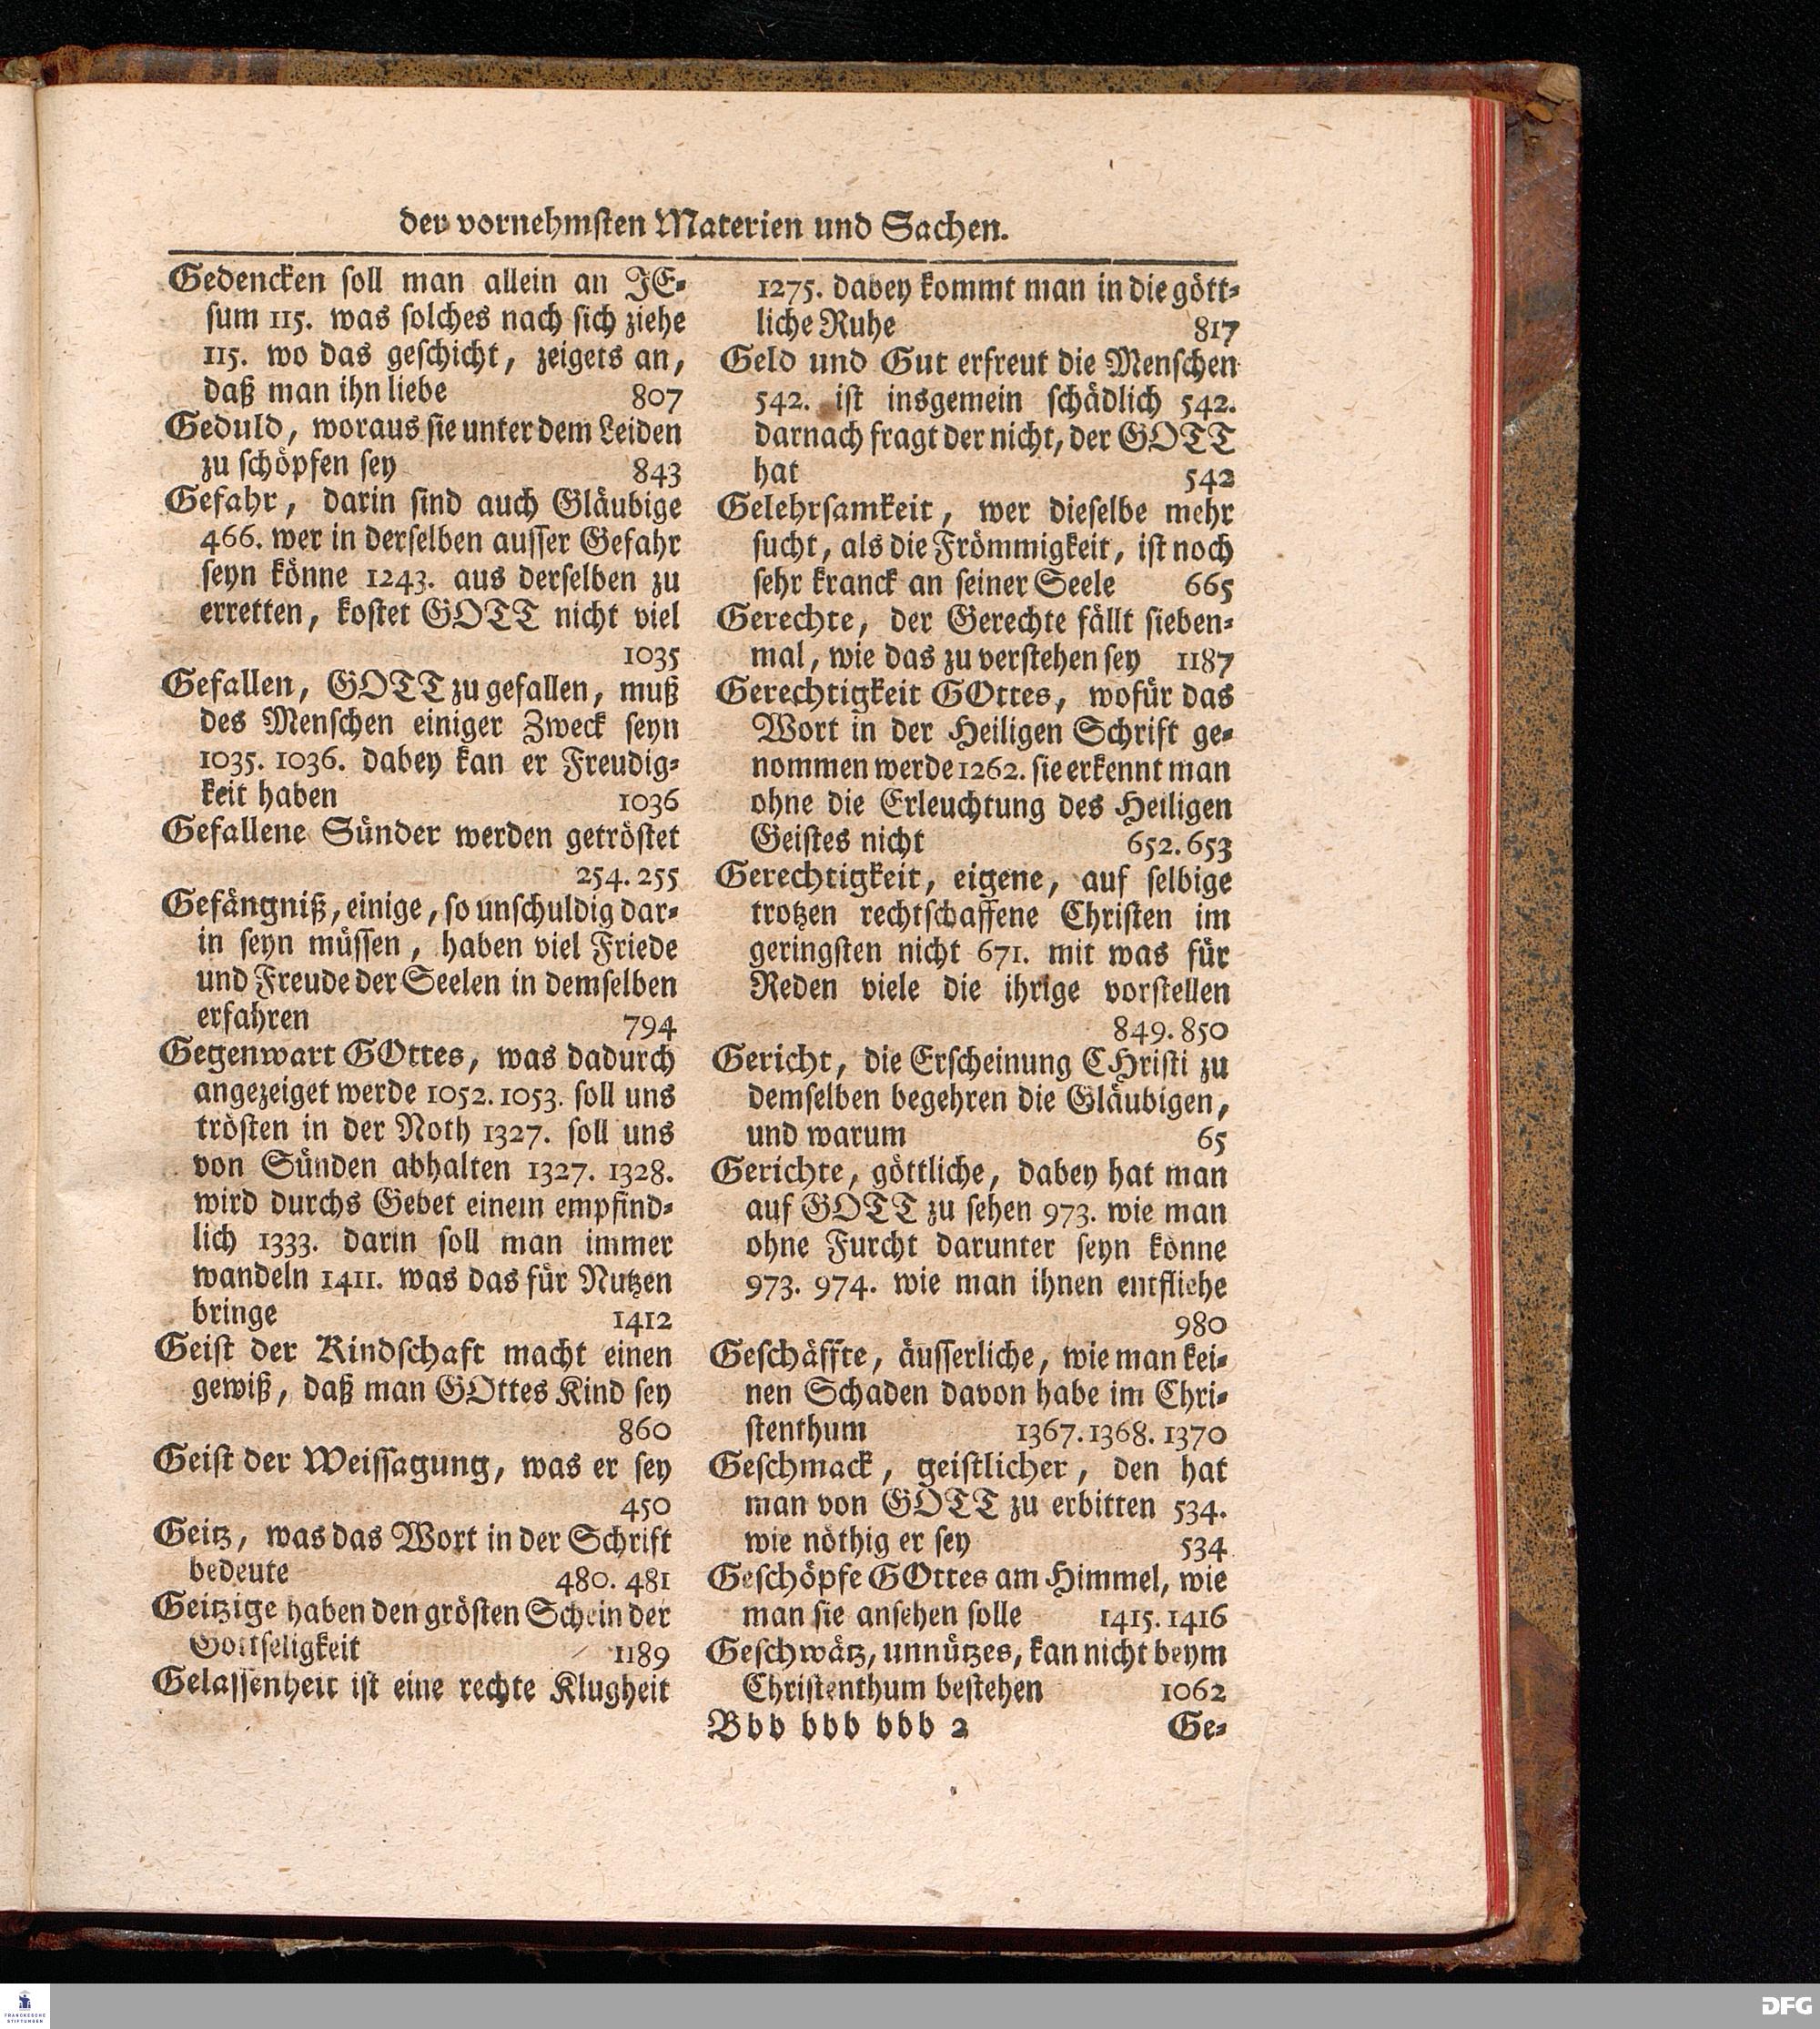 der vornehmsten Materien und Sachen.
Gedencken soll man allein an JE-
sum 115. was solches nach sich ziehe
115. wo das geschicht, zeigets an,
daß man ihn liebe 807
Geduld, woraus sie unter dem Leiden
zu schöpfen sey 843
Gefahr, darin sind auch Gläubige
466. wer in derselben ausser Gefahr
seyn könne 1243. aus derselben zu
erretten, kostet GOTT nicht viel
1035
Gefallen, GOTT zu gefallen, muß
des Menschen einiger Zweck seyn
1035. 1036. dabey kan er Freudig-
keit haben 1036
Gefallene Sünder werden getröstet
254. 255
Gefängniß, einige, so unschuldig dar-
in seyn müssen, haben viel Friede
und Freude der Seelen in demselben
erfahren 794
Gegenwart GOttes, was dadurch
angezeiget werde 1052. 1053. soll uns
trösten in der Noth 1327. soll uns
von Sünden abhalten 1327. 1328.
wird durchs Gebet einem empfind-
lich 1333. darin soll man immer
wandeln 1411. was das für Nutzen
bringe 1412
Geist der Kindschaft macht einen
gewiß, daß man GOttes Kind sey
860
Geist der Weissagung, was er sey
450
Geitz, was das Wort in der Schrift
bedeute 480. 481
Geitzige haben den grösten Schein der
Gottseligkeit 1189
Gelassenheit ist eine rechte Klugheit
1275. dabey kommt man in die gött-
liche Ruhe 817
Geld und Gut erfreut die Menschen
542. ist insgemein schädlich 542.
darnach fragt der nicht, der GOTT
hat 542
Gelehrsamkeit, wer dieselbe mehr
sucht, als die Frömmigkeit, ist noch
sehr kranck an seiner Seele 665
Gerechte, der Gerechte fällt sieben-
mal, wie das zu verstehen sey 1187
Gerechtigkeit GOttes, wofür das
Wort in der Heiligen Schrift ge-
nommen werde 1262. sie erkennt man
ohne die Erleuchtung des Heiligen
Geistes nicht 652. 653
Gerechtigkeit, eigene, auf selbige
trotzen rechtschaffene Christen im
geringsten nicht 671. mit was für
Reden viele die ihrige vorstellen
849. 850
Gericht, die Erscheinung CHristi zu
demselben begehren die Gläubigen,
und warum 65
Gerichte, göttliche, dabey hat man
auf GOTT zu sehen 973. wie man
ohne Furcht darunter seyn könne
973. 974. wie man ihnen entfliehe
980
Geschäffte, äusserliche, wie man kei-
nen Schaden davon habe im Chri-
stenthum 1367. 1368. 1370
Geschmack, geistlicher, den hat
man von GOTT zu erbitten 534.
wie nöthig er sey 534
Geschöpfe GOttes am Himmel, wie
man sie ansehen solle 1415. 1416
Geschwätz, unnützes, kan nicht beym
Christenthum bestehen 1062
Bbb bbb bbb 2 Ge-
FRANCKESCHE
STIFTUNGEN
DFG